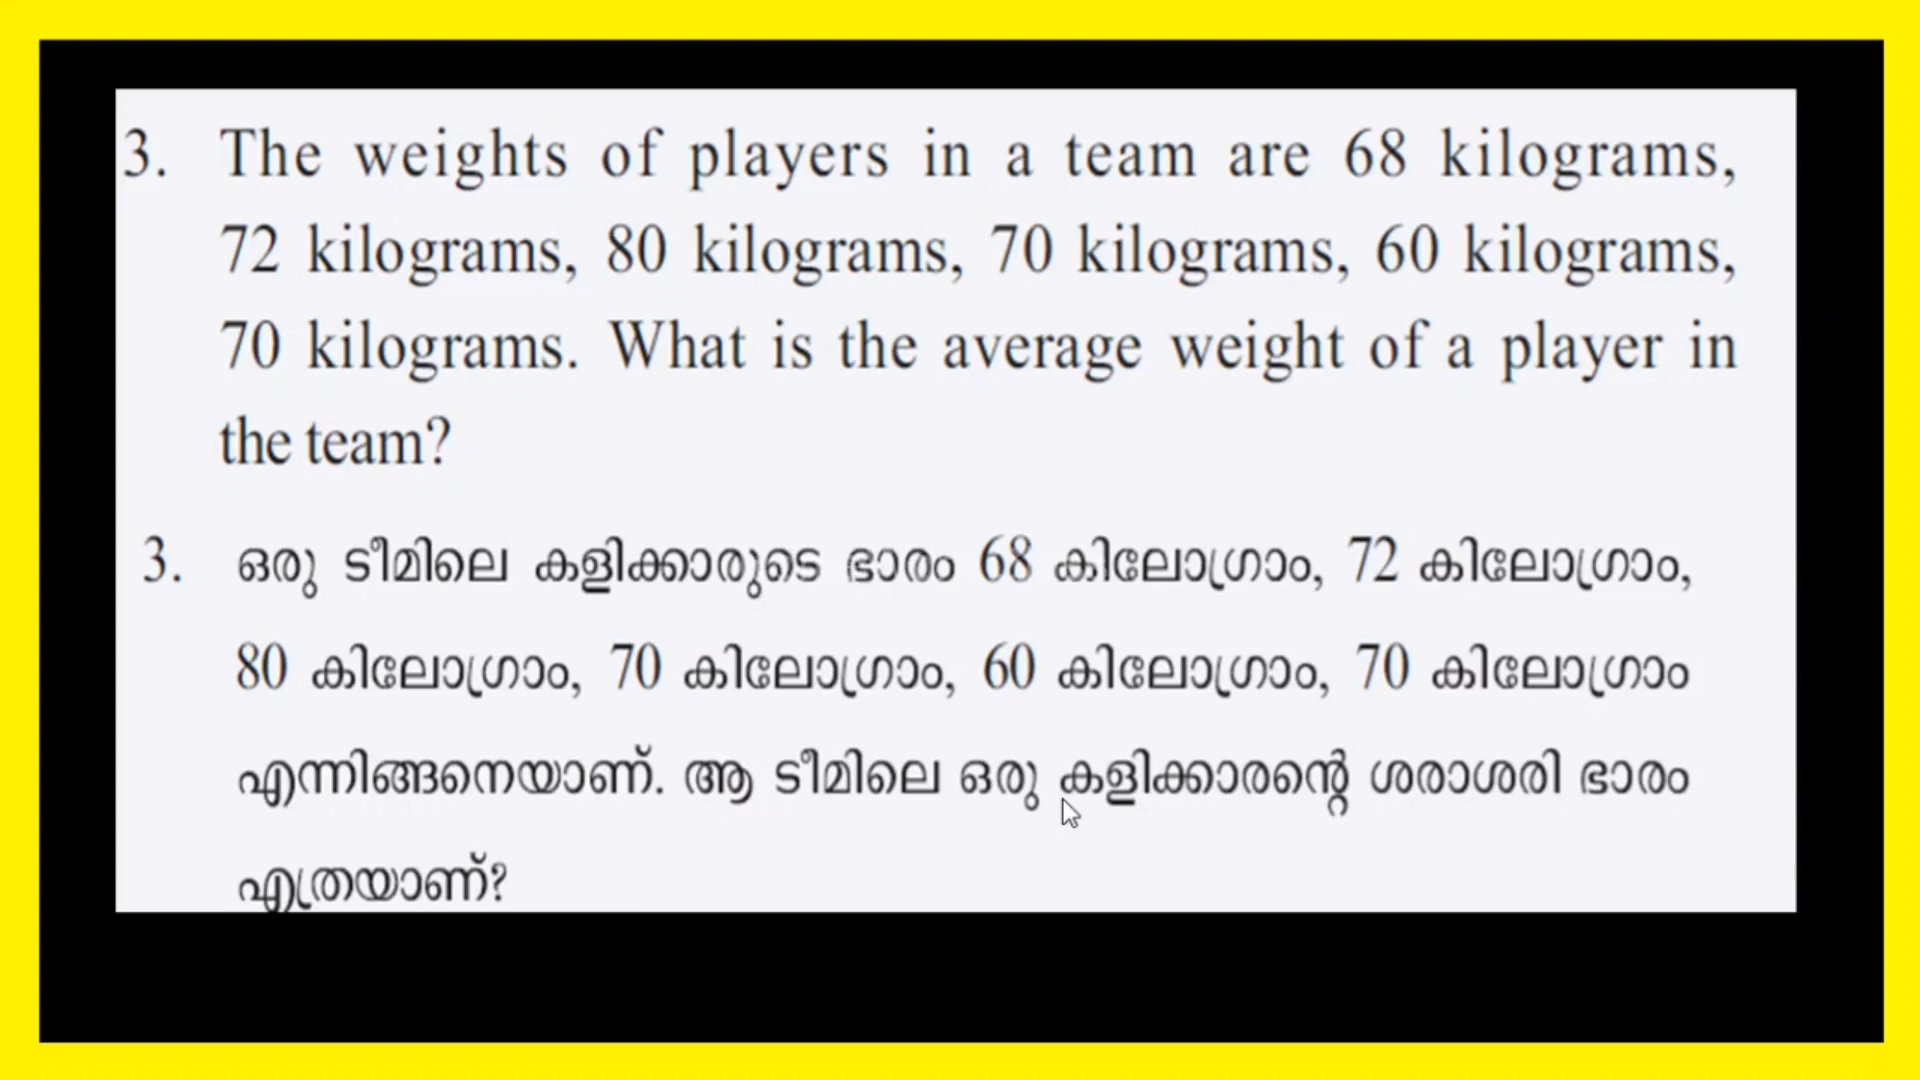 3. The weights of players in a team are 68 kilograms,
72 kilograms, 80 kilograms, 70 kilograms, 60 kilograms,
70 kilograms. What is the average weight of a player in
the team?
3. ഒരു ടീമിലെ കളിക്കാരുടെ ഭാരം 68 കിലോഗ്രാം, 72 കിലോഗ്രാം,
80 കിലോഗ്രാം, 70 കിലോഗ്രാം, 60 കിലോഗ്രാം, 70 കിലോഗ്രാം
എന്നിങ്ങനെയാണ്. ആ ടീമിലെ ഒരു കളിക്കാരന്റെ ശരാശരി ഭാരം
എത്രയാണ്?